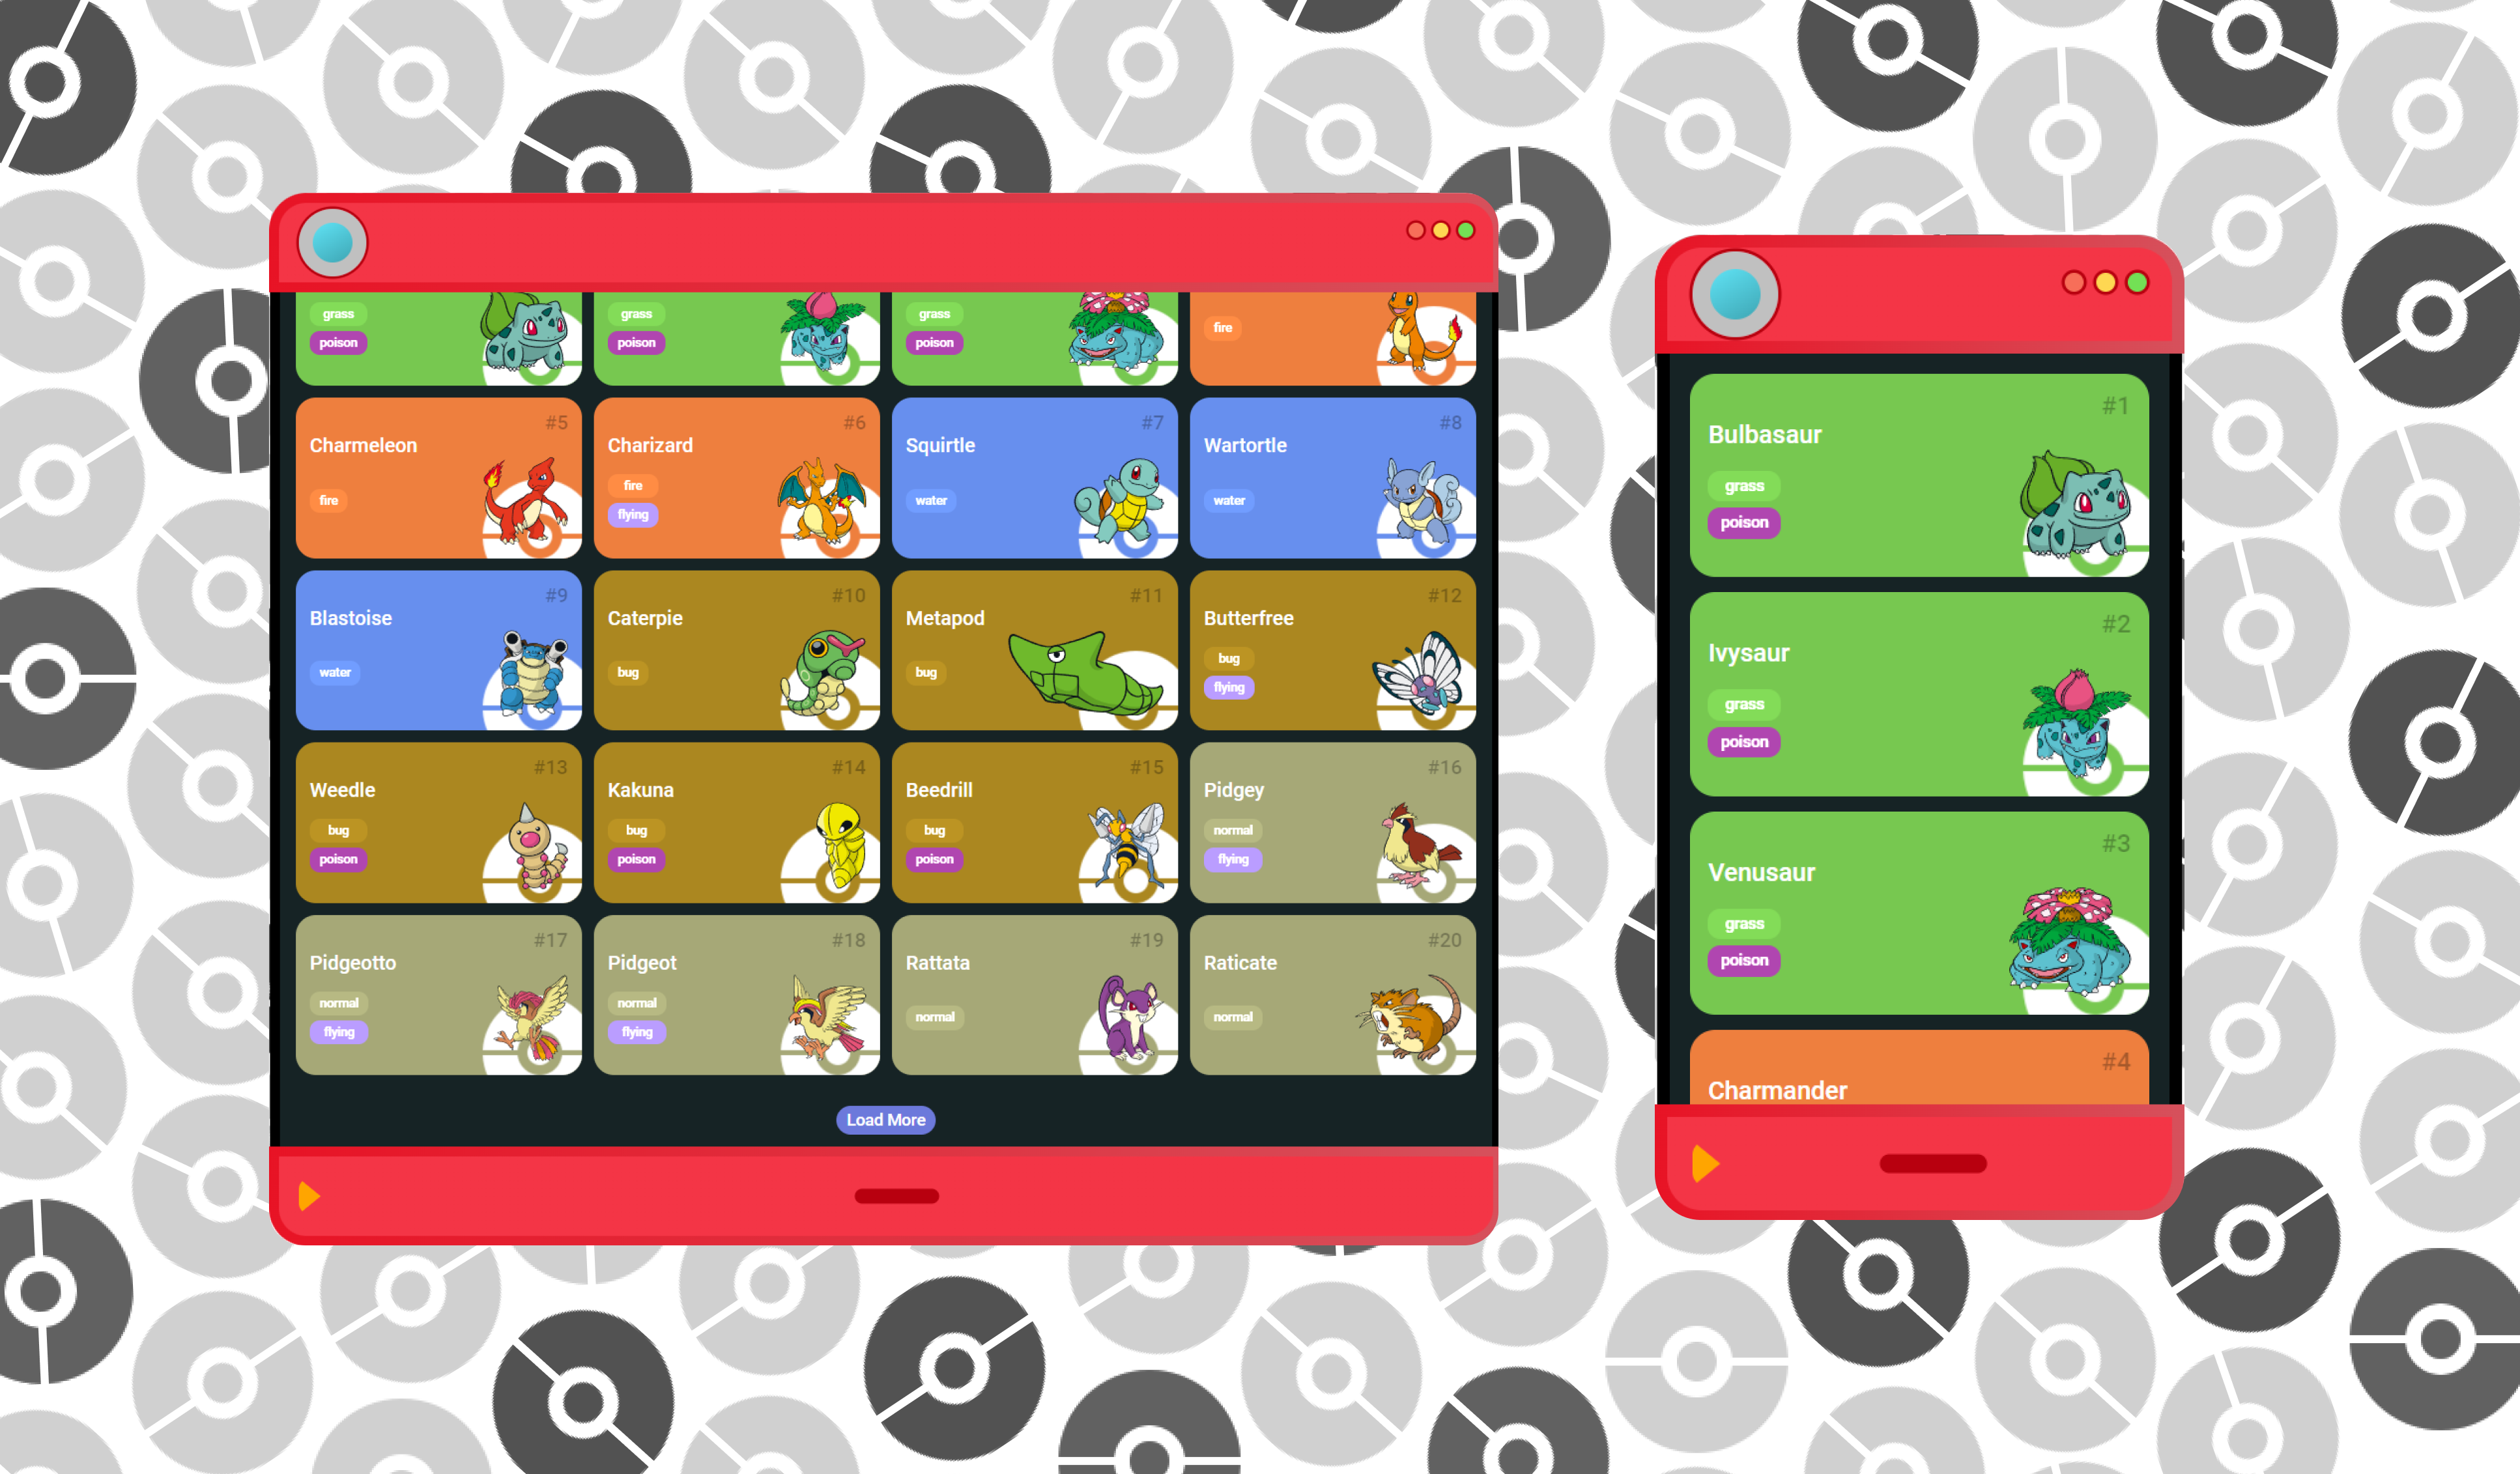 grass
poison
grass
poison
grass
poison
fire
#5
Charmeleon
fire
#6
Charizard
fire
flying
#7
Squirtle
water
#8
Wartortle
water
#9
Blastoise
water
#10
Caterpie
bug
#11
Metapod
bug
#12
Butterfree
bug
flying
#13
Weedle
bug
poison
#14
Kakuna
bug
poison
#15
Beedrill
bug
poison
#16
Pidgey
normal
flying
#17
Pidgeotto
normal
flying
#18
Pidgeot
normal
flying
#19
Rattata
normal
#20
Raticate
normal
Load More
#1
Bulbasaur
grass
poison
#2
Ivysaur
grass
poison
#3
Venusaur
grass
poison
#4
Charmander